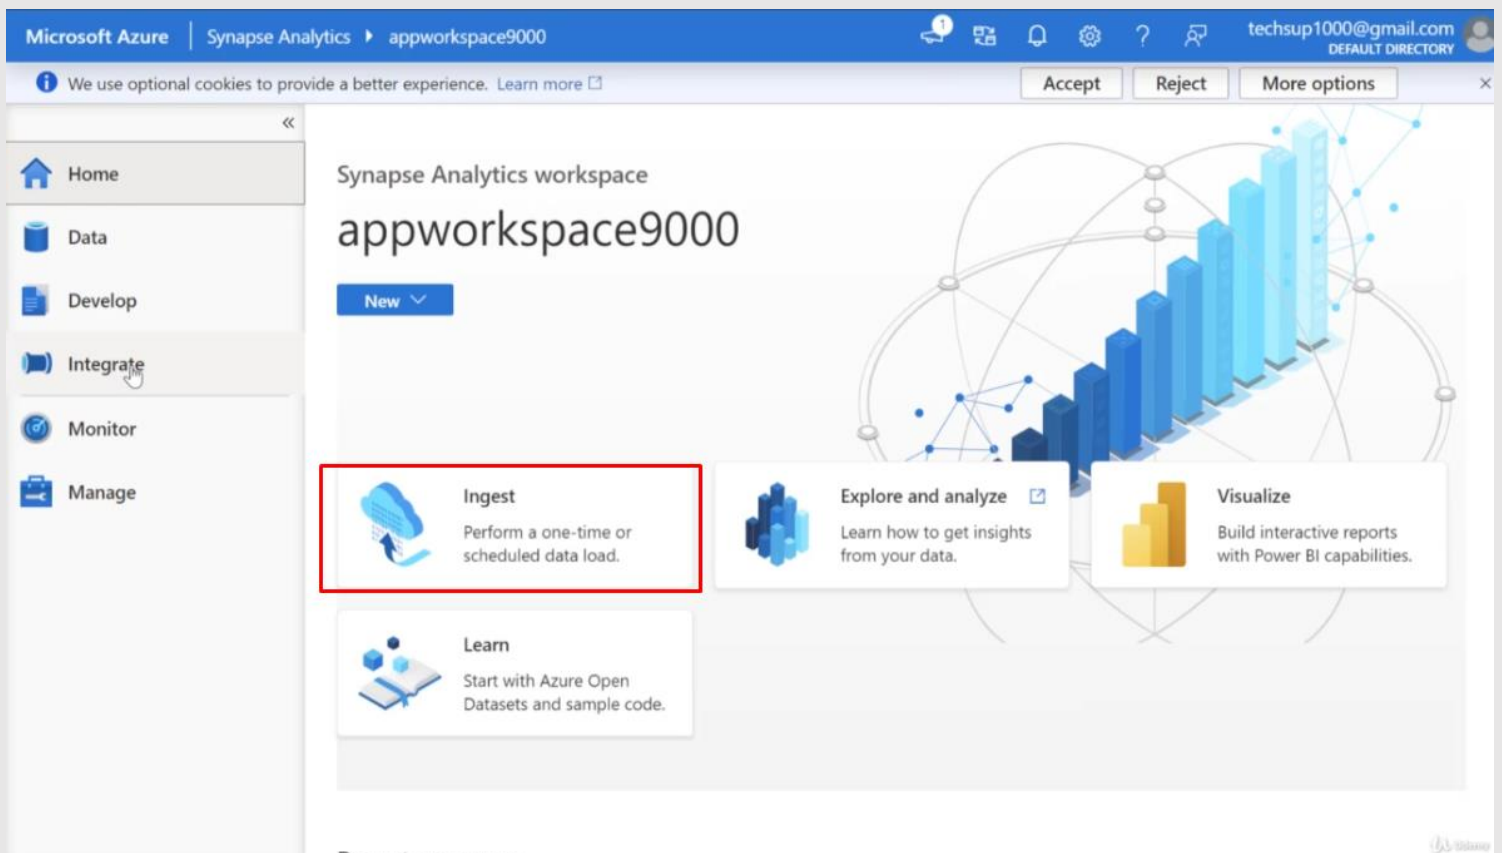 Microsoft Azure
Synapse Analytics
appworkspace9000
1
techsup1000@gmail.com
DEFAULT DIRECTORY
We use optional cookies to provide a better experience. Learn more
Accept
Reject
More options
Home
Data
Develop
Integrate
Monitor
Manage
Synapse Analytics workspace
appworkspace9000
New
Ingest
Perform a one-time or
scheduled data load.
Explore and analyze
Learn how to get insights
from your data.
Visualize
Build interactive reports
with Power BI capabilities.
Learn
Start with Azure Open
Datasets and sample code.
Udemy